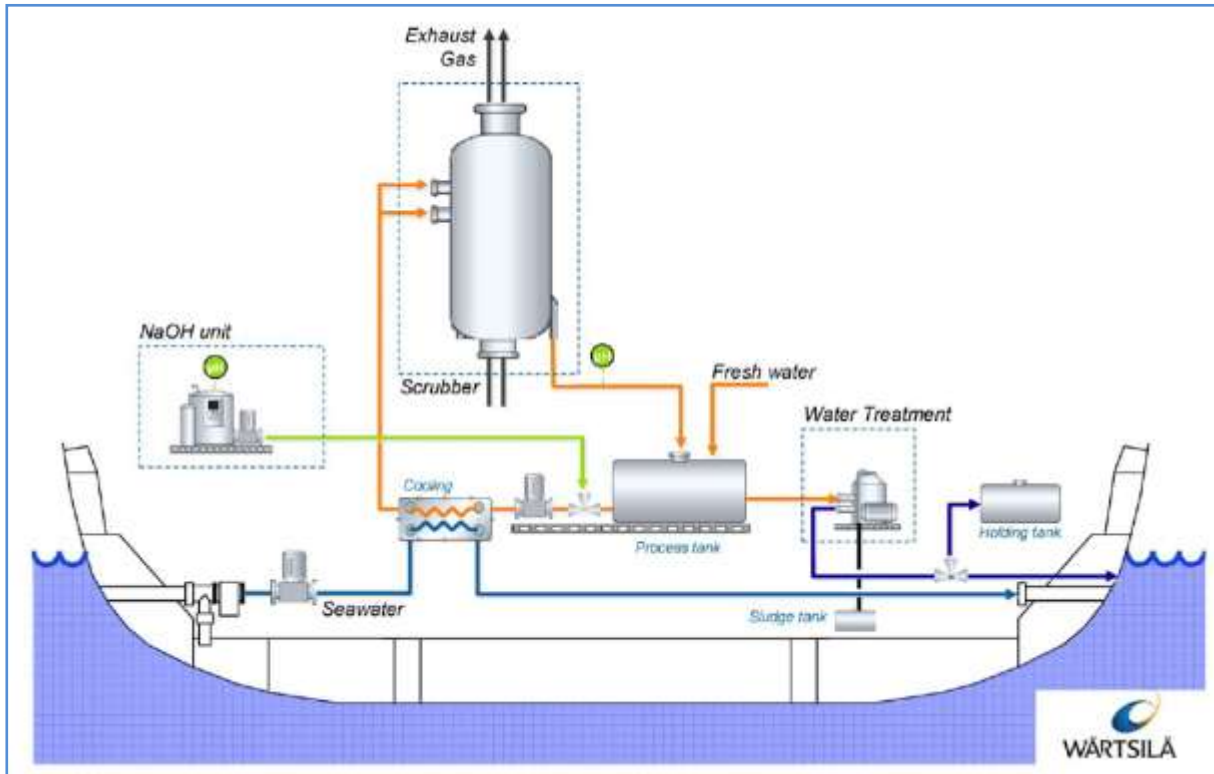 Exhaust
Gas
NaOH unit
pH
Scrubber
pH
Fresh water
Water Treatment
Cooling
Process tank
Holding tank
Seawater
Sludge tank
WÄRTSILÄ